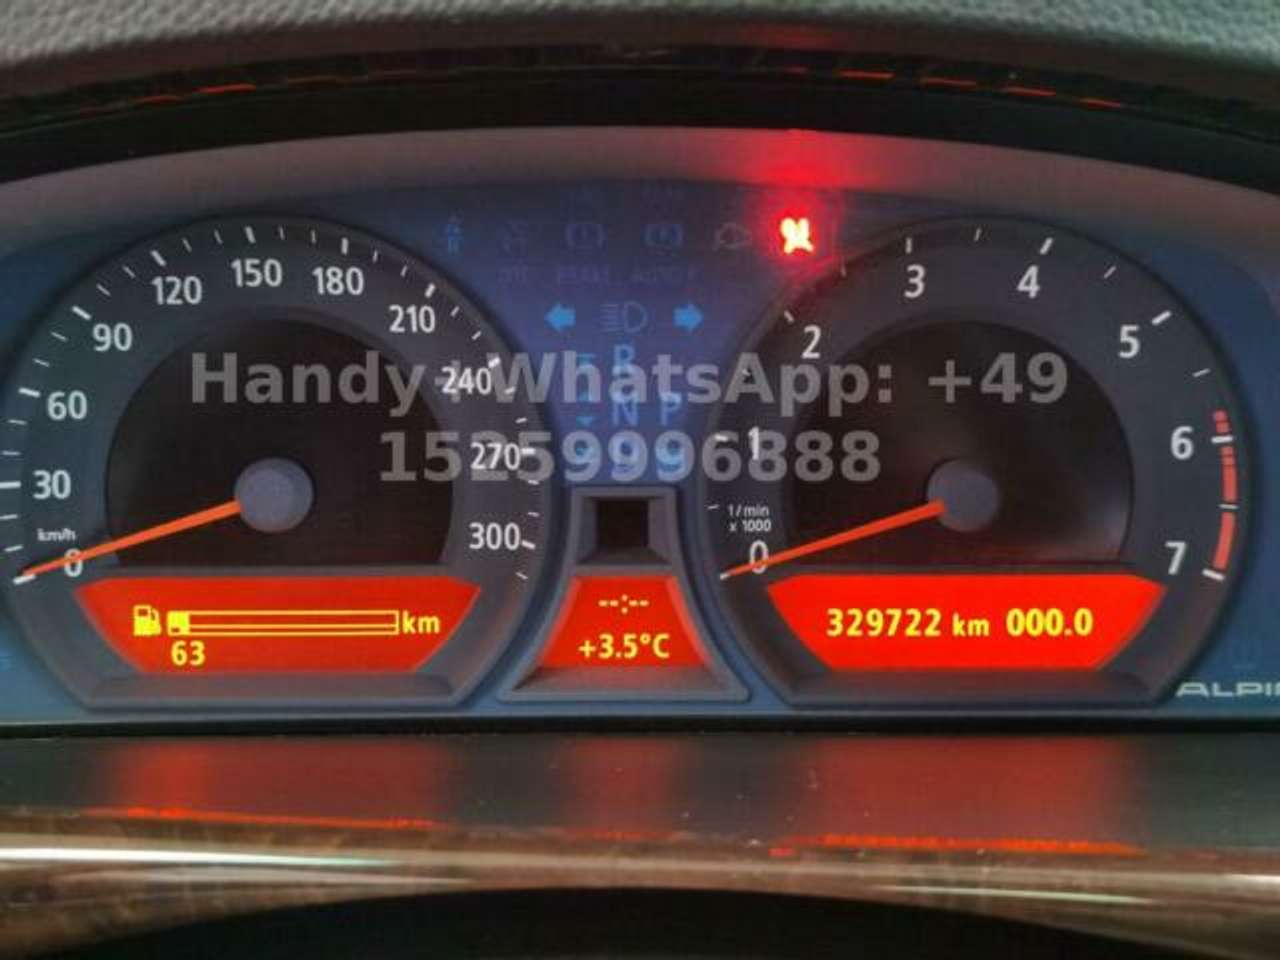 120 150 180
90 210
60 240
30 270
km/h 300
0
3 4
2 5
1 6
1/min
x 1000
0 7
R
N P
Handy- WhatsApp: +49
15259996888
km
63
--:--
+3.5°C
329722 km 000.0